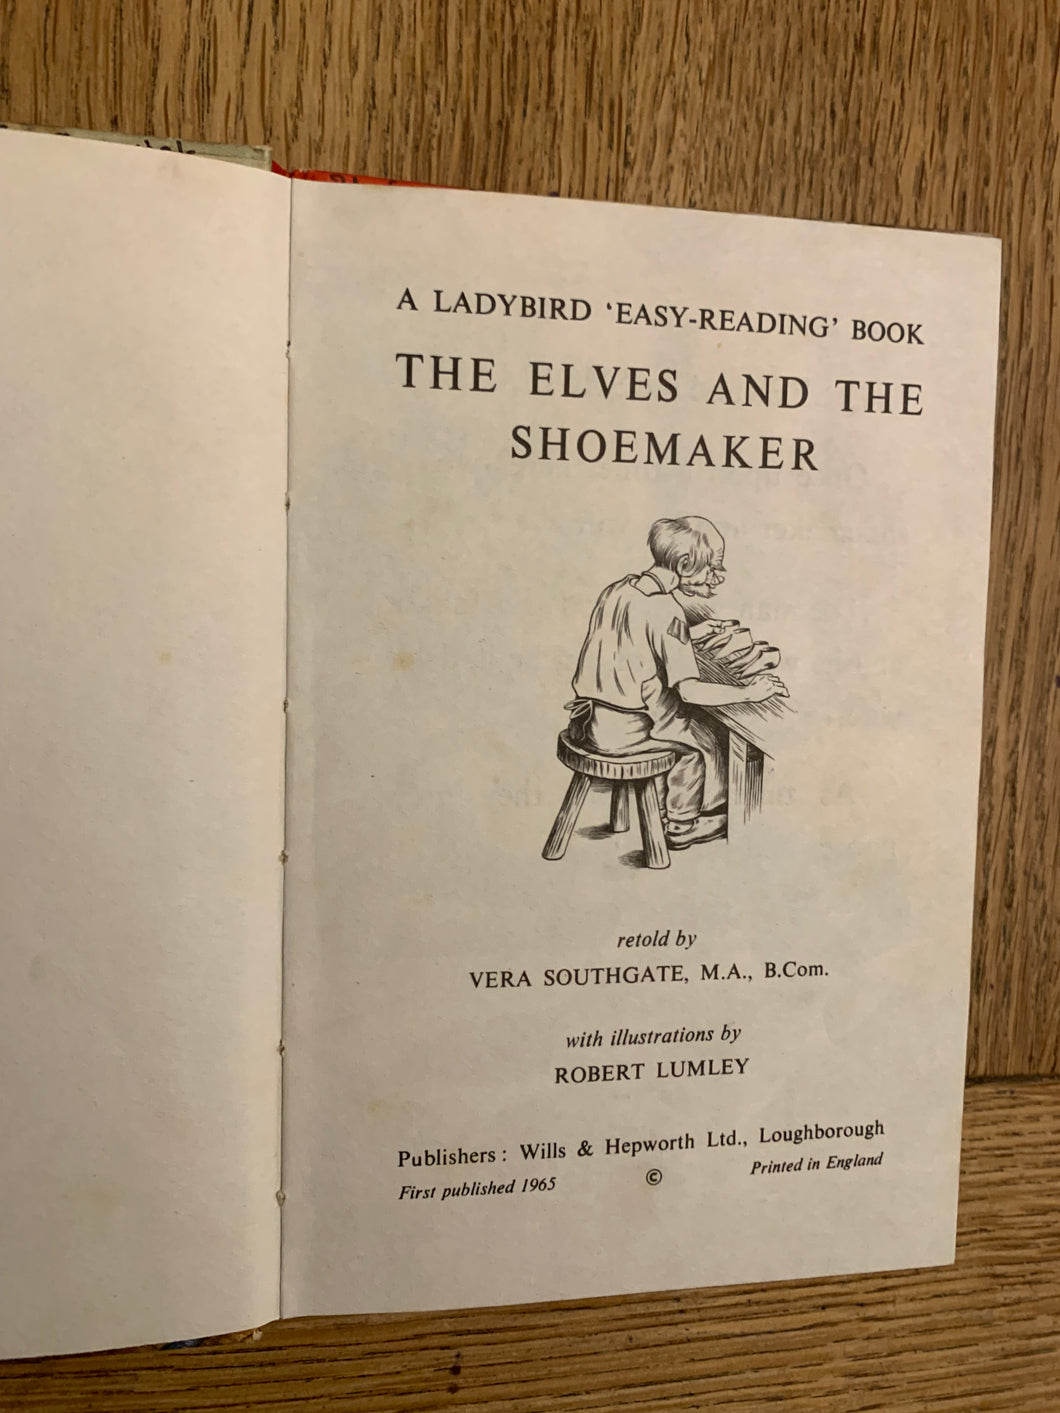 A LADYBIRD ‘EASY-READING’ BOOK
THE ELVES AND THE
SHOEMAKER
retold by
VERA SOUTHGATE, M.A., B.Com.
with illustrations by
ROBERT LUMLEY
Publishers: Wills & Hepworth Ltd., Loughborough
First published 1965 © Printed in England